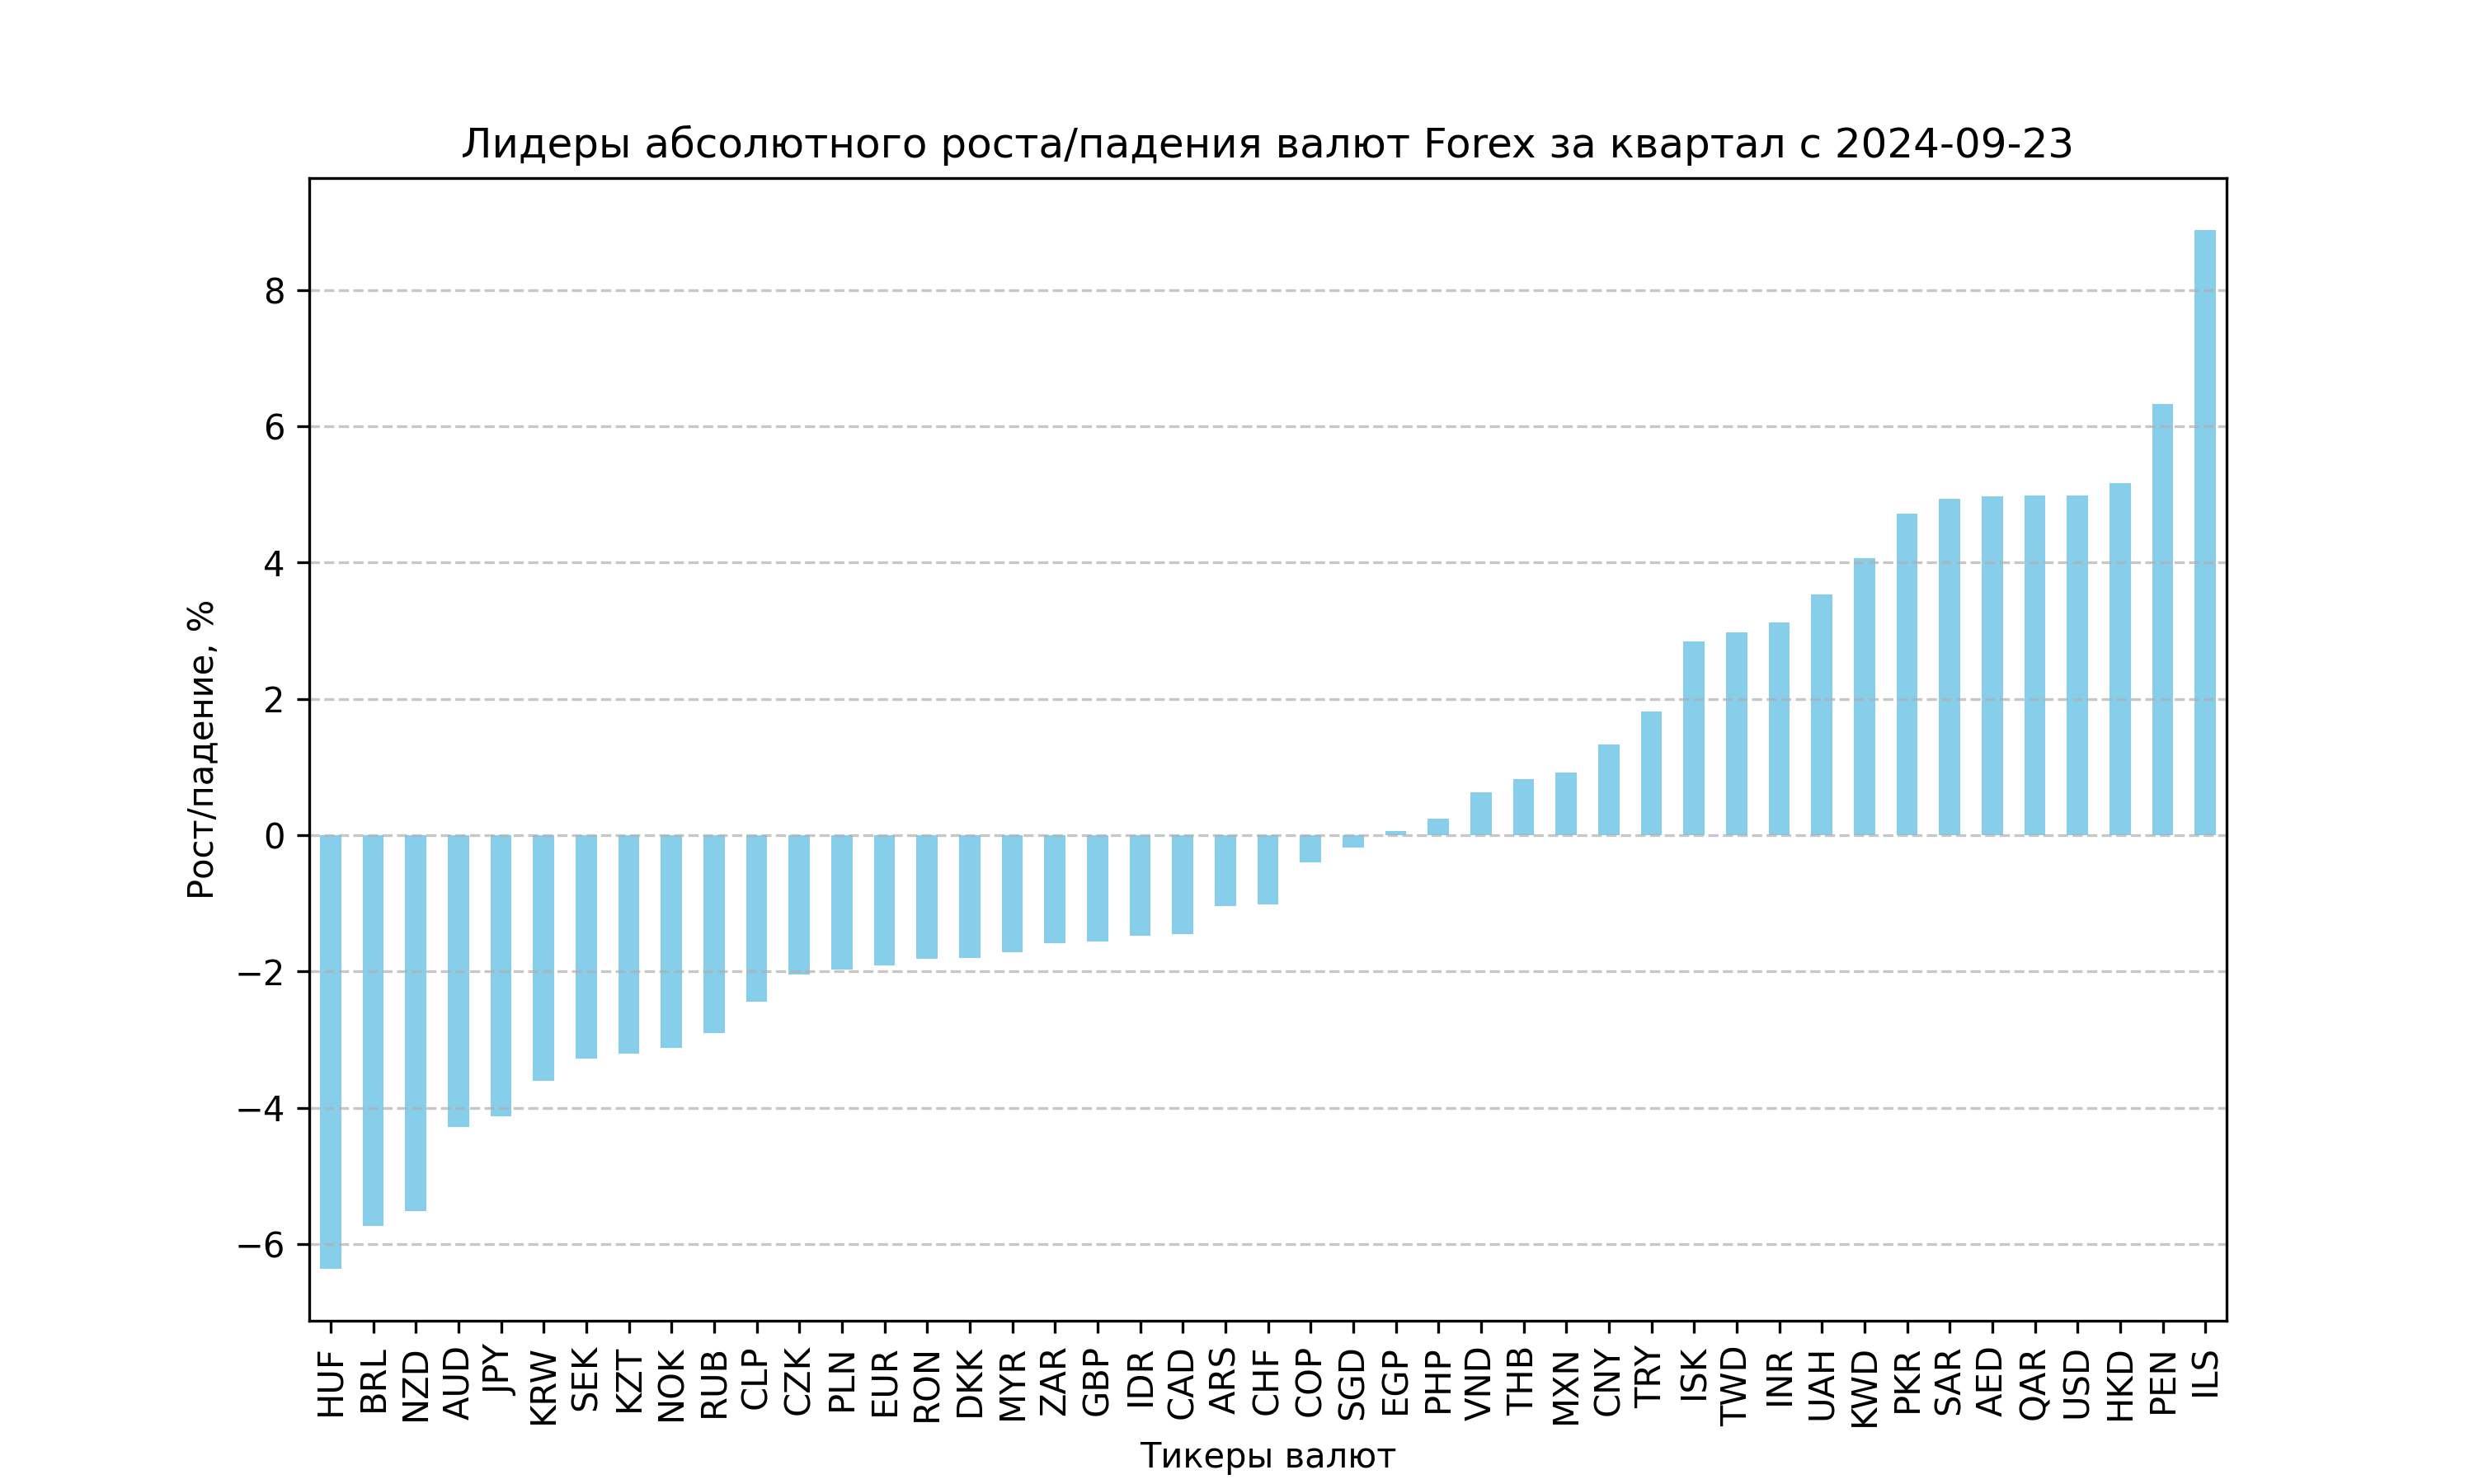 Лидеры абсолютного роста/падения валют Forex за квартал с 2024-09-23
Рост/падение, %
8
6
4
2
0
−2
−4
−6
HUF BRL NZD AUD JPY KRW SEK KZT NOK RUB CLP CZK PLN EUR RON DKK MYR ZAR GBP IDR CAD ARS CHF COP SGD EGP PHP VND THB MXN CNY TRY ISK TWD INR UAH KWD PKR SAR AED QAR USD HKD PEN ILS
Тикеры валют